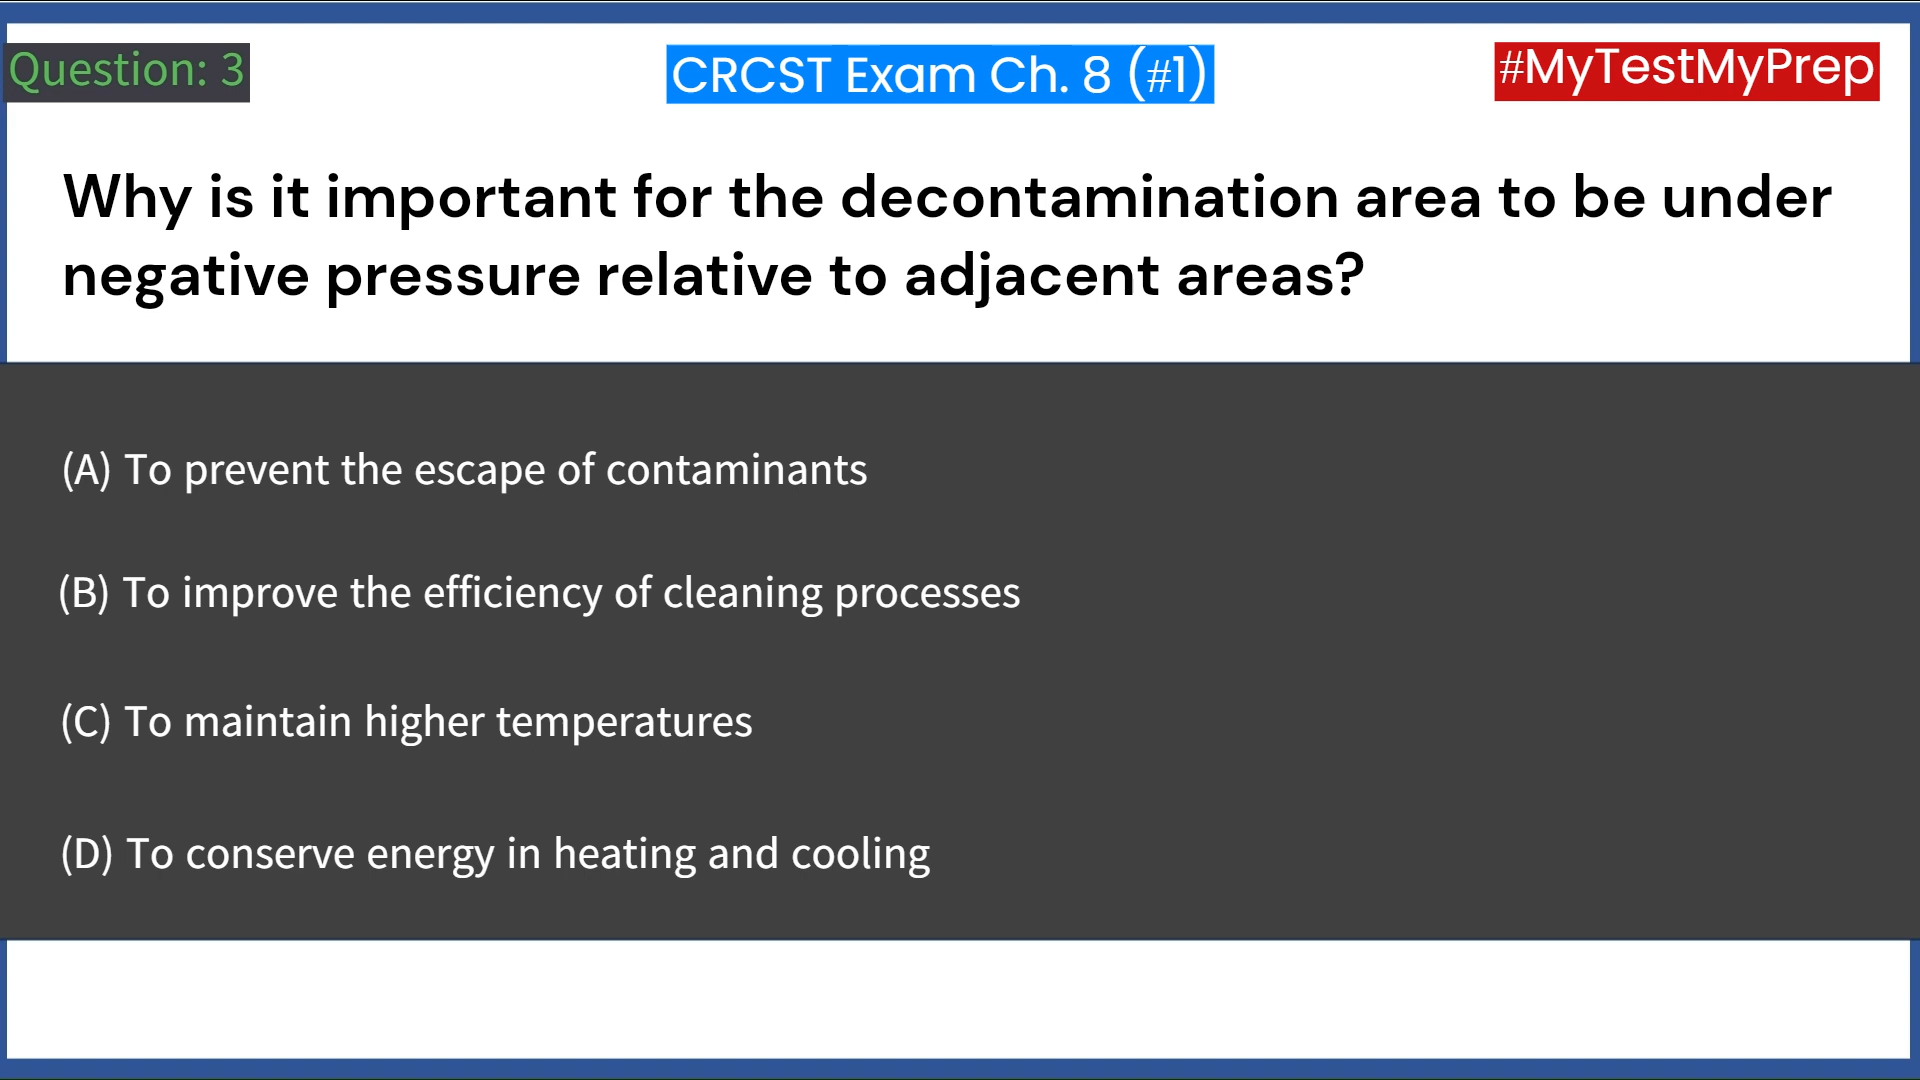 Question: 3
CRCST Exam Ch. 8 (#1)
#MyTestMyPrep
Why is it important for the decontamination area to be under
negative pressure relative to adjacent areas?
(A) To prevent the escape of contaminants
(B) To improve the efficiency of cleaning processes
(C) To maintain higher temperatures
(D) To conserve energy in heating and cooling